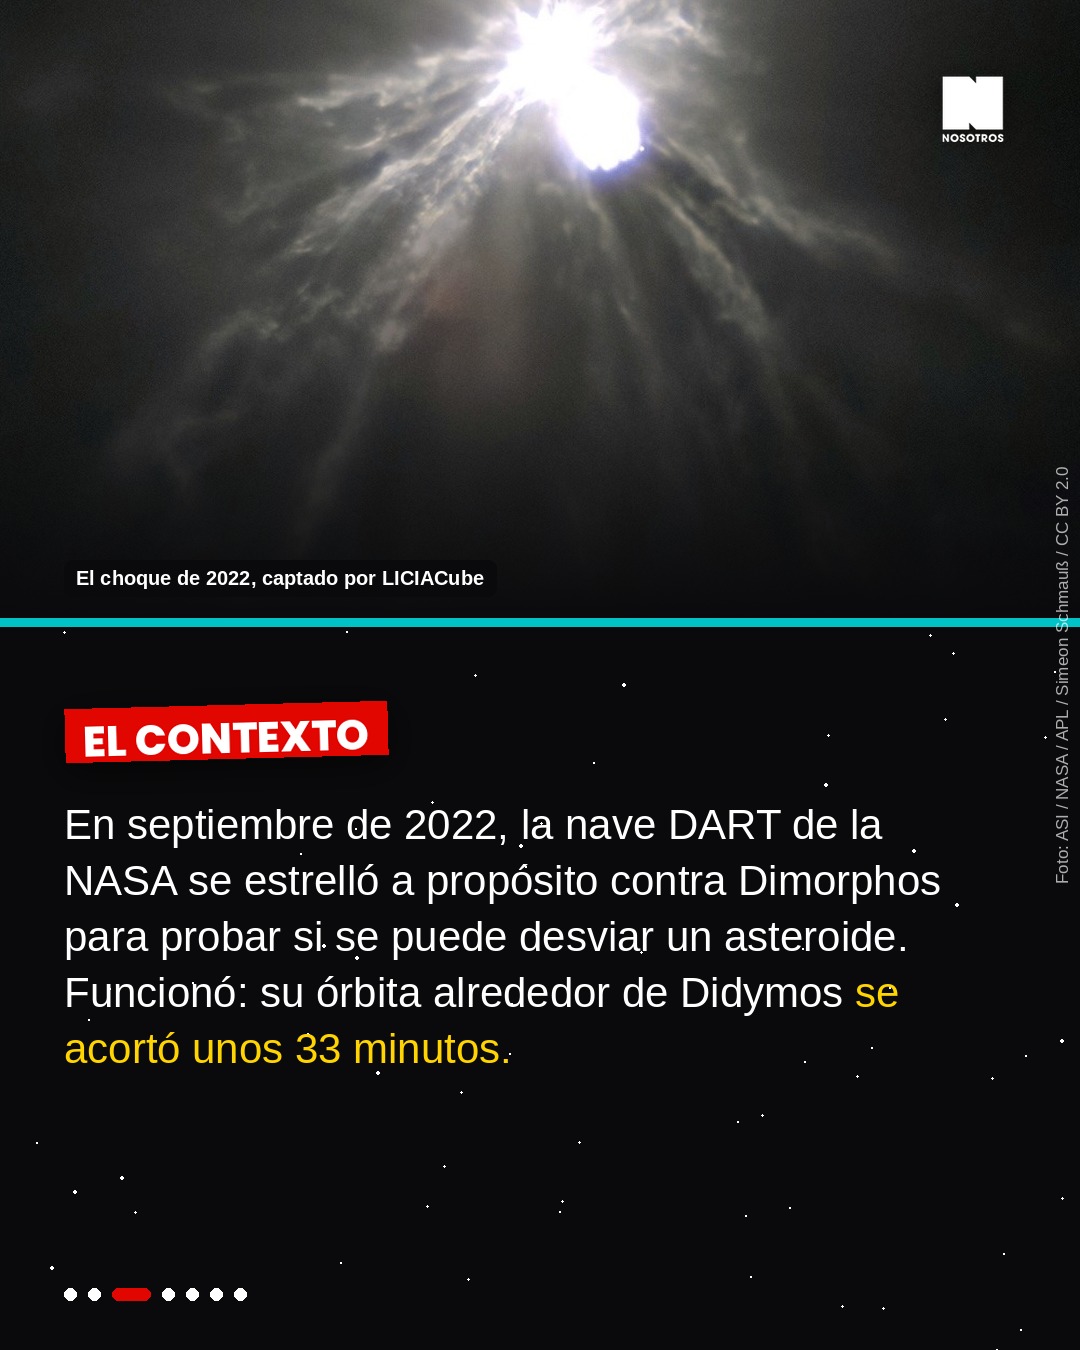 N
NOSOTROS
El choque de 2022, captado por LICIACube
Foto: ASI / NASA / APL / Simeon Schmauß / CC BY 2.0
EL CONTEXTO
En septiembre de 2022, la nave DART de la
NASA se estrelló a propósito contra Dimorphos
para probar si se puede desviar un asteroide.
Funcionó: su órbita alrededor de Didymos se
acortó unos 33 minutos.